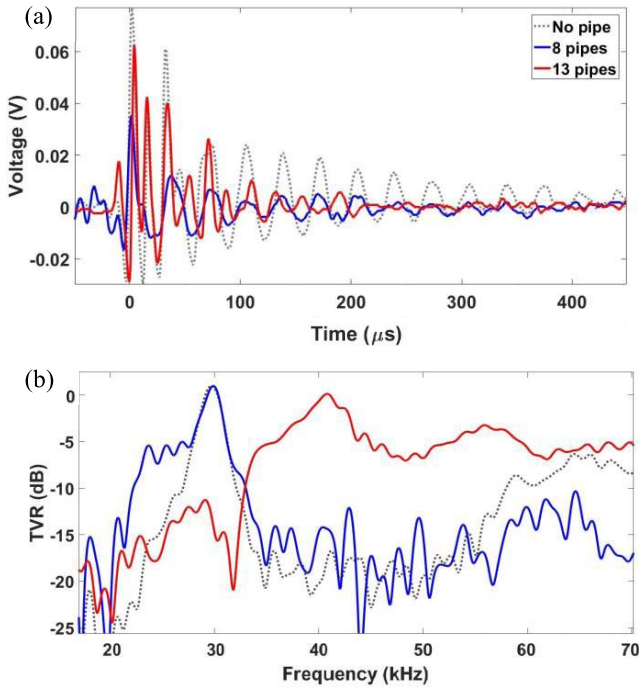 (a)
Voltage (V)
0.06
0.04
0.02
0
-0.02
No pipe
8 pipes
13 pipes
0
100
200
300
400
Time (μs)
(b)
TVR (dB)
0
-5
-10
-15
-20
-25
20
30
40
50
60
70
Frequency (kHz)